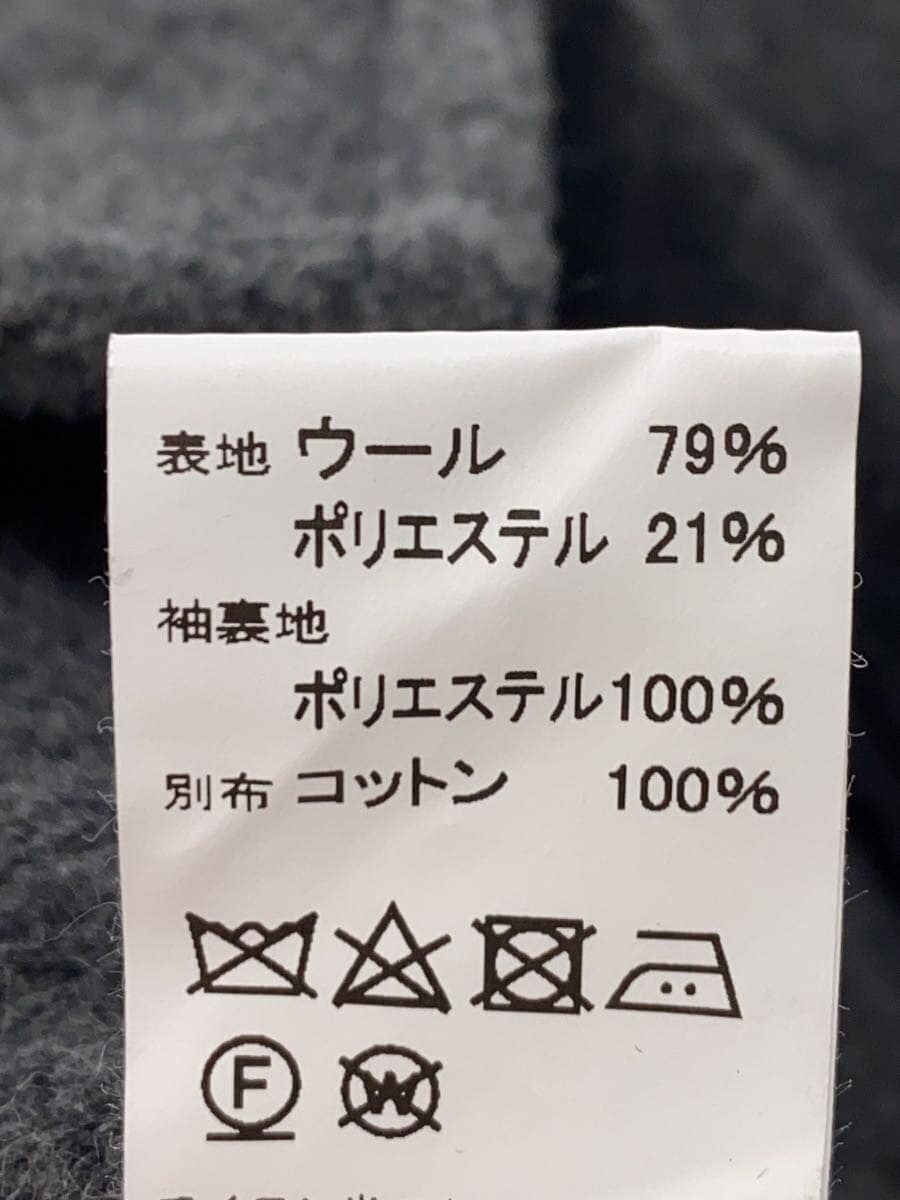 表地 ウール 79%
ポリエステル 21%
袖裏地
ポリエステル100%
別布 コットン 100%
F W